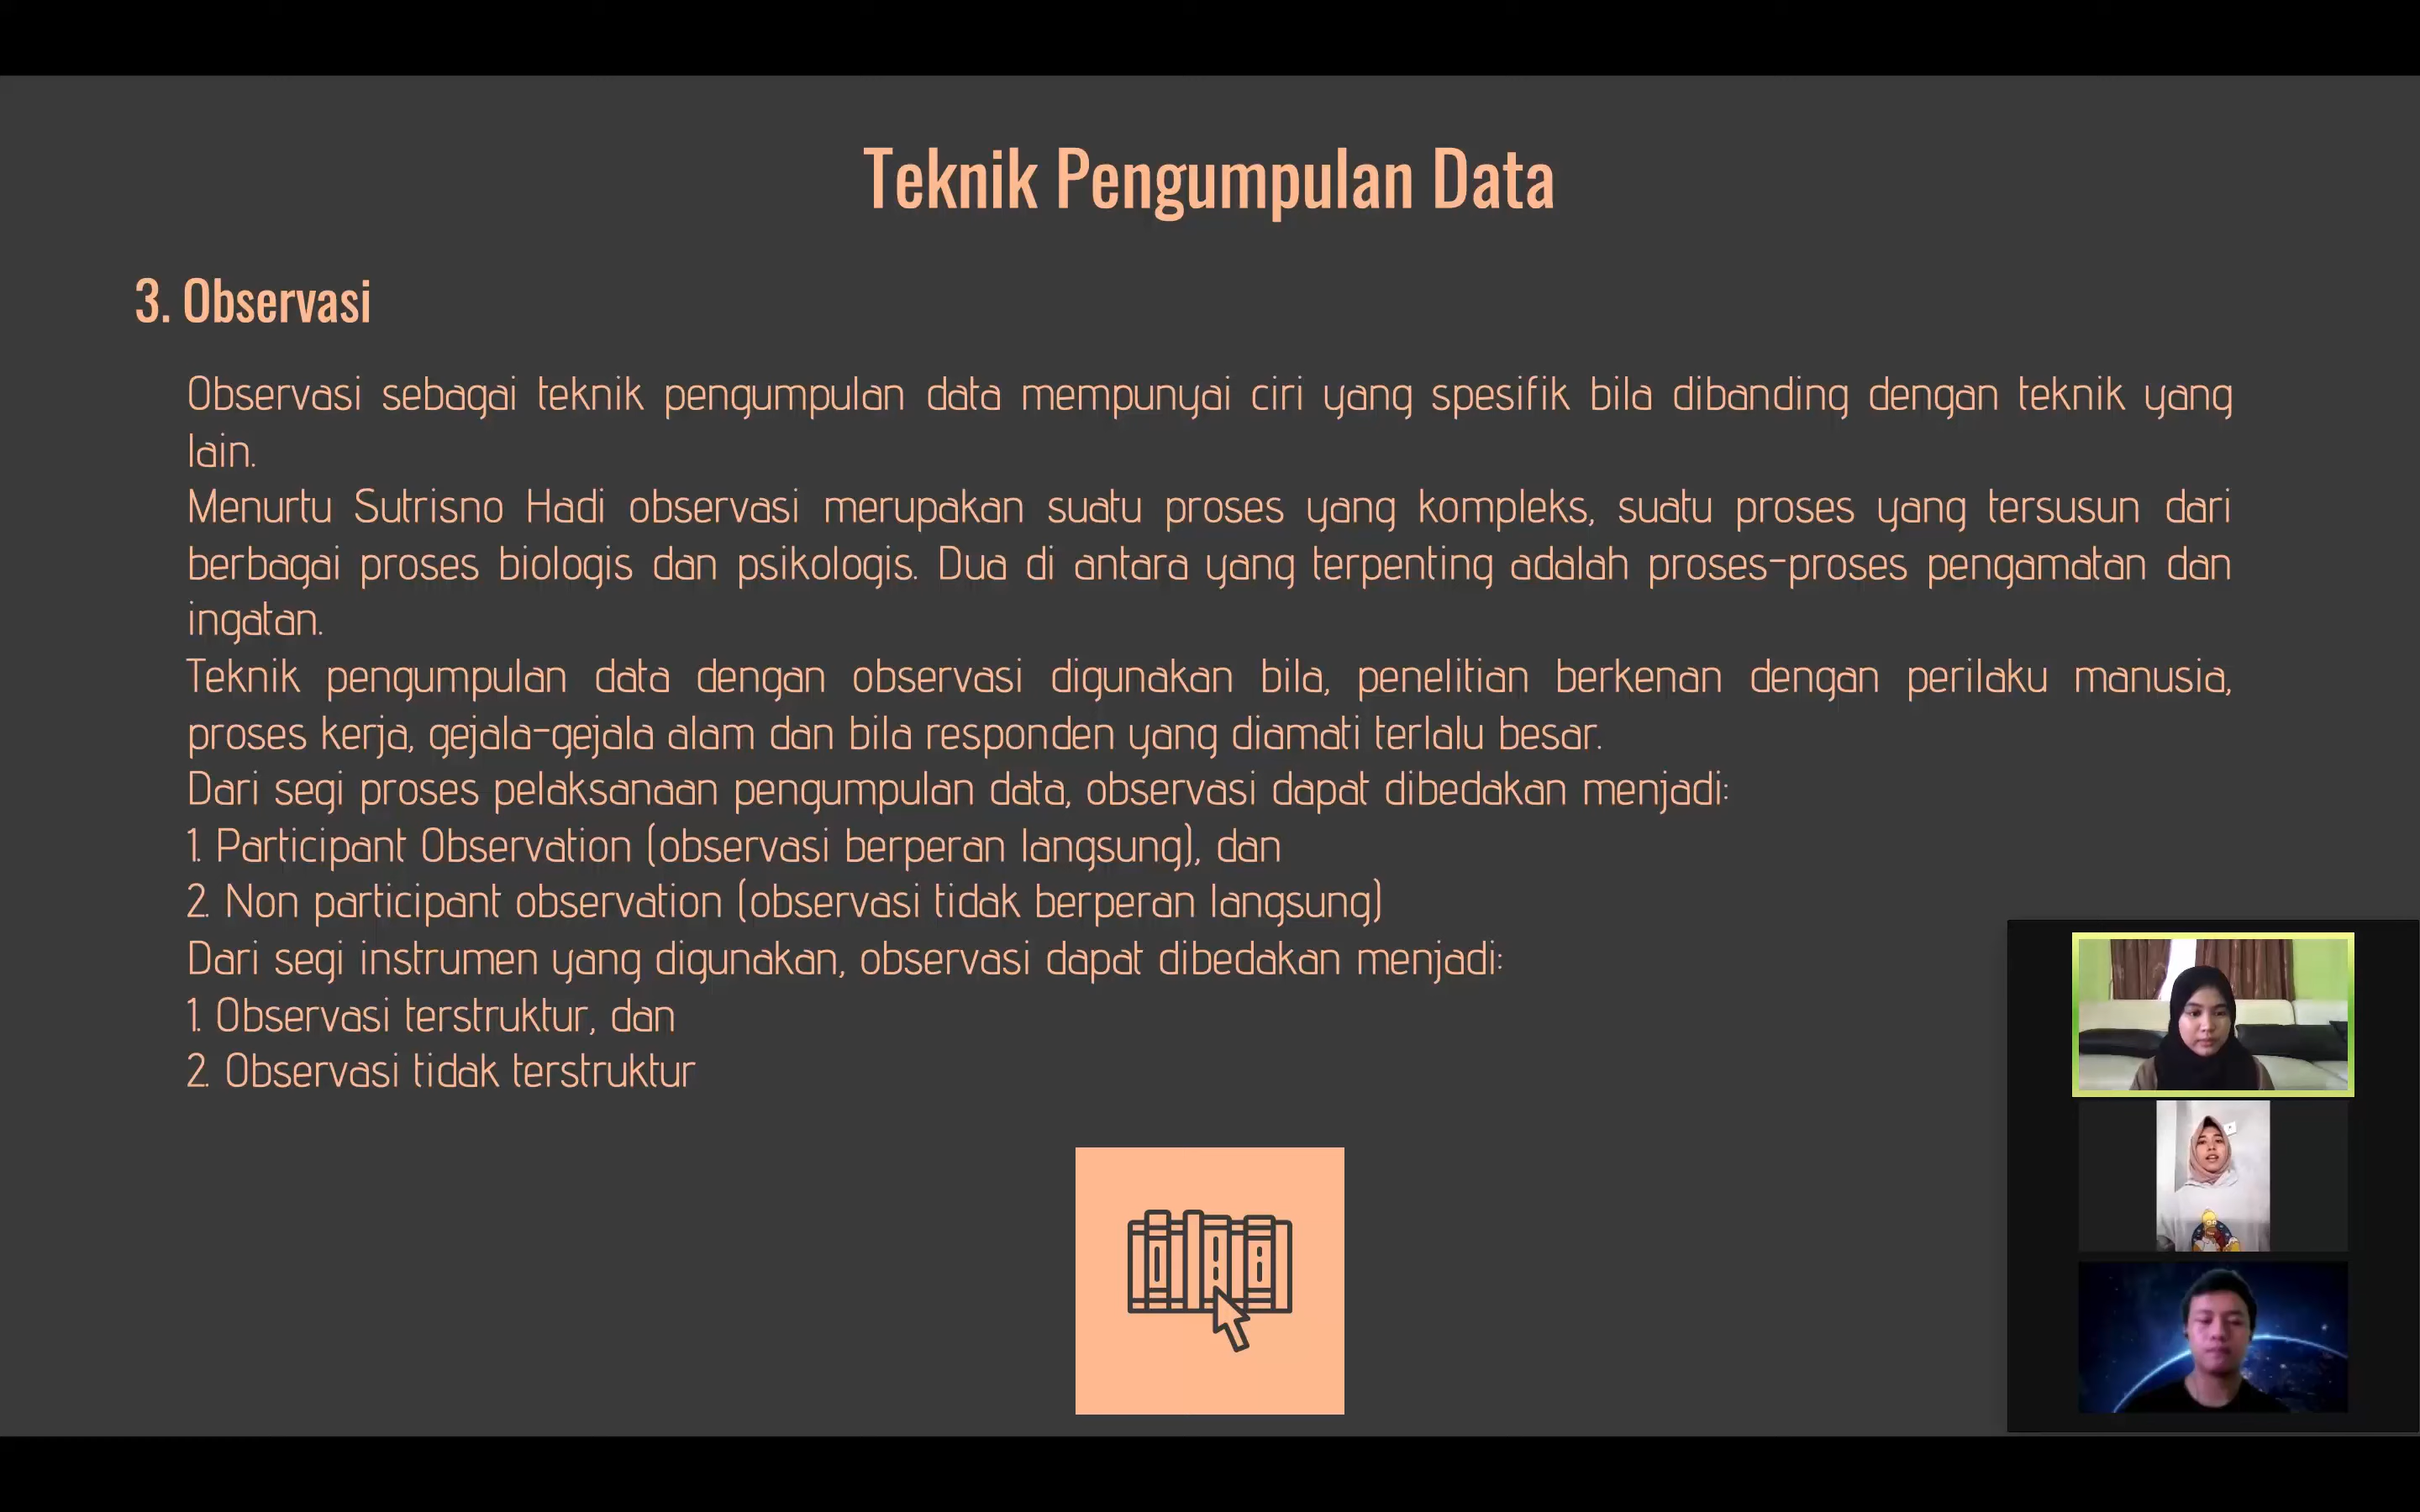 Teknik Pengumpulan Data
3. Observasi
Observasi sebagai teknik pengumpulan data mempunyai ciri yang spesifik bila dibanding dengan teknik yang
lain.
Menurtu Sutrisno Hadi observasi merupakan suatu proses yang kompleks, suatu proses yang tersusun dari
berbagai proses biologis dan psikologis. Dua di antara yang terpenting adalah proses-proses pengamatan dan
ingatan.
Teknik pengumpulan data dengan observasi digunakan bila, penelitian berkenan dengan perilaku manusia,
proses kerja, gejala-gejala alam dan bila responden yang diamati terlalu besar.
Dari segi proses pelaksanaan pengumpulan data, observasi dapat dibedakan menjadi:
1. Participant Observation (observasi berperan langsung), dan
2. Non participant observation (observasi tidak berperan langsung)
Dari segi instrumen yang digunakan, observasi dapat dibedakan menjadi:
1. Observasi terstruktur, dan
2. Observasi tidak terstruktur